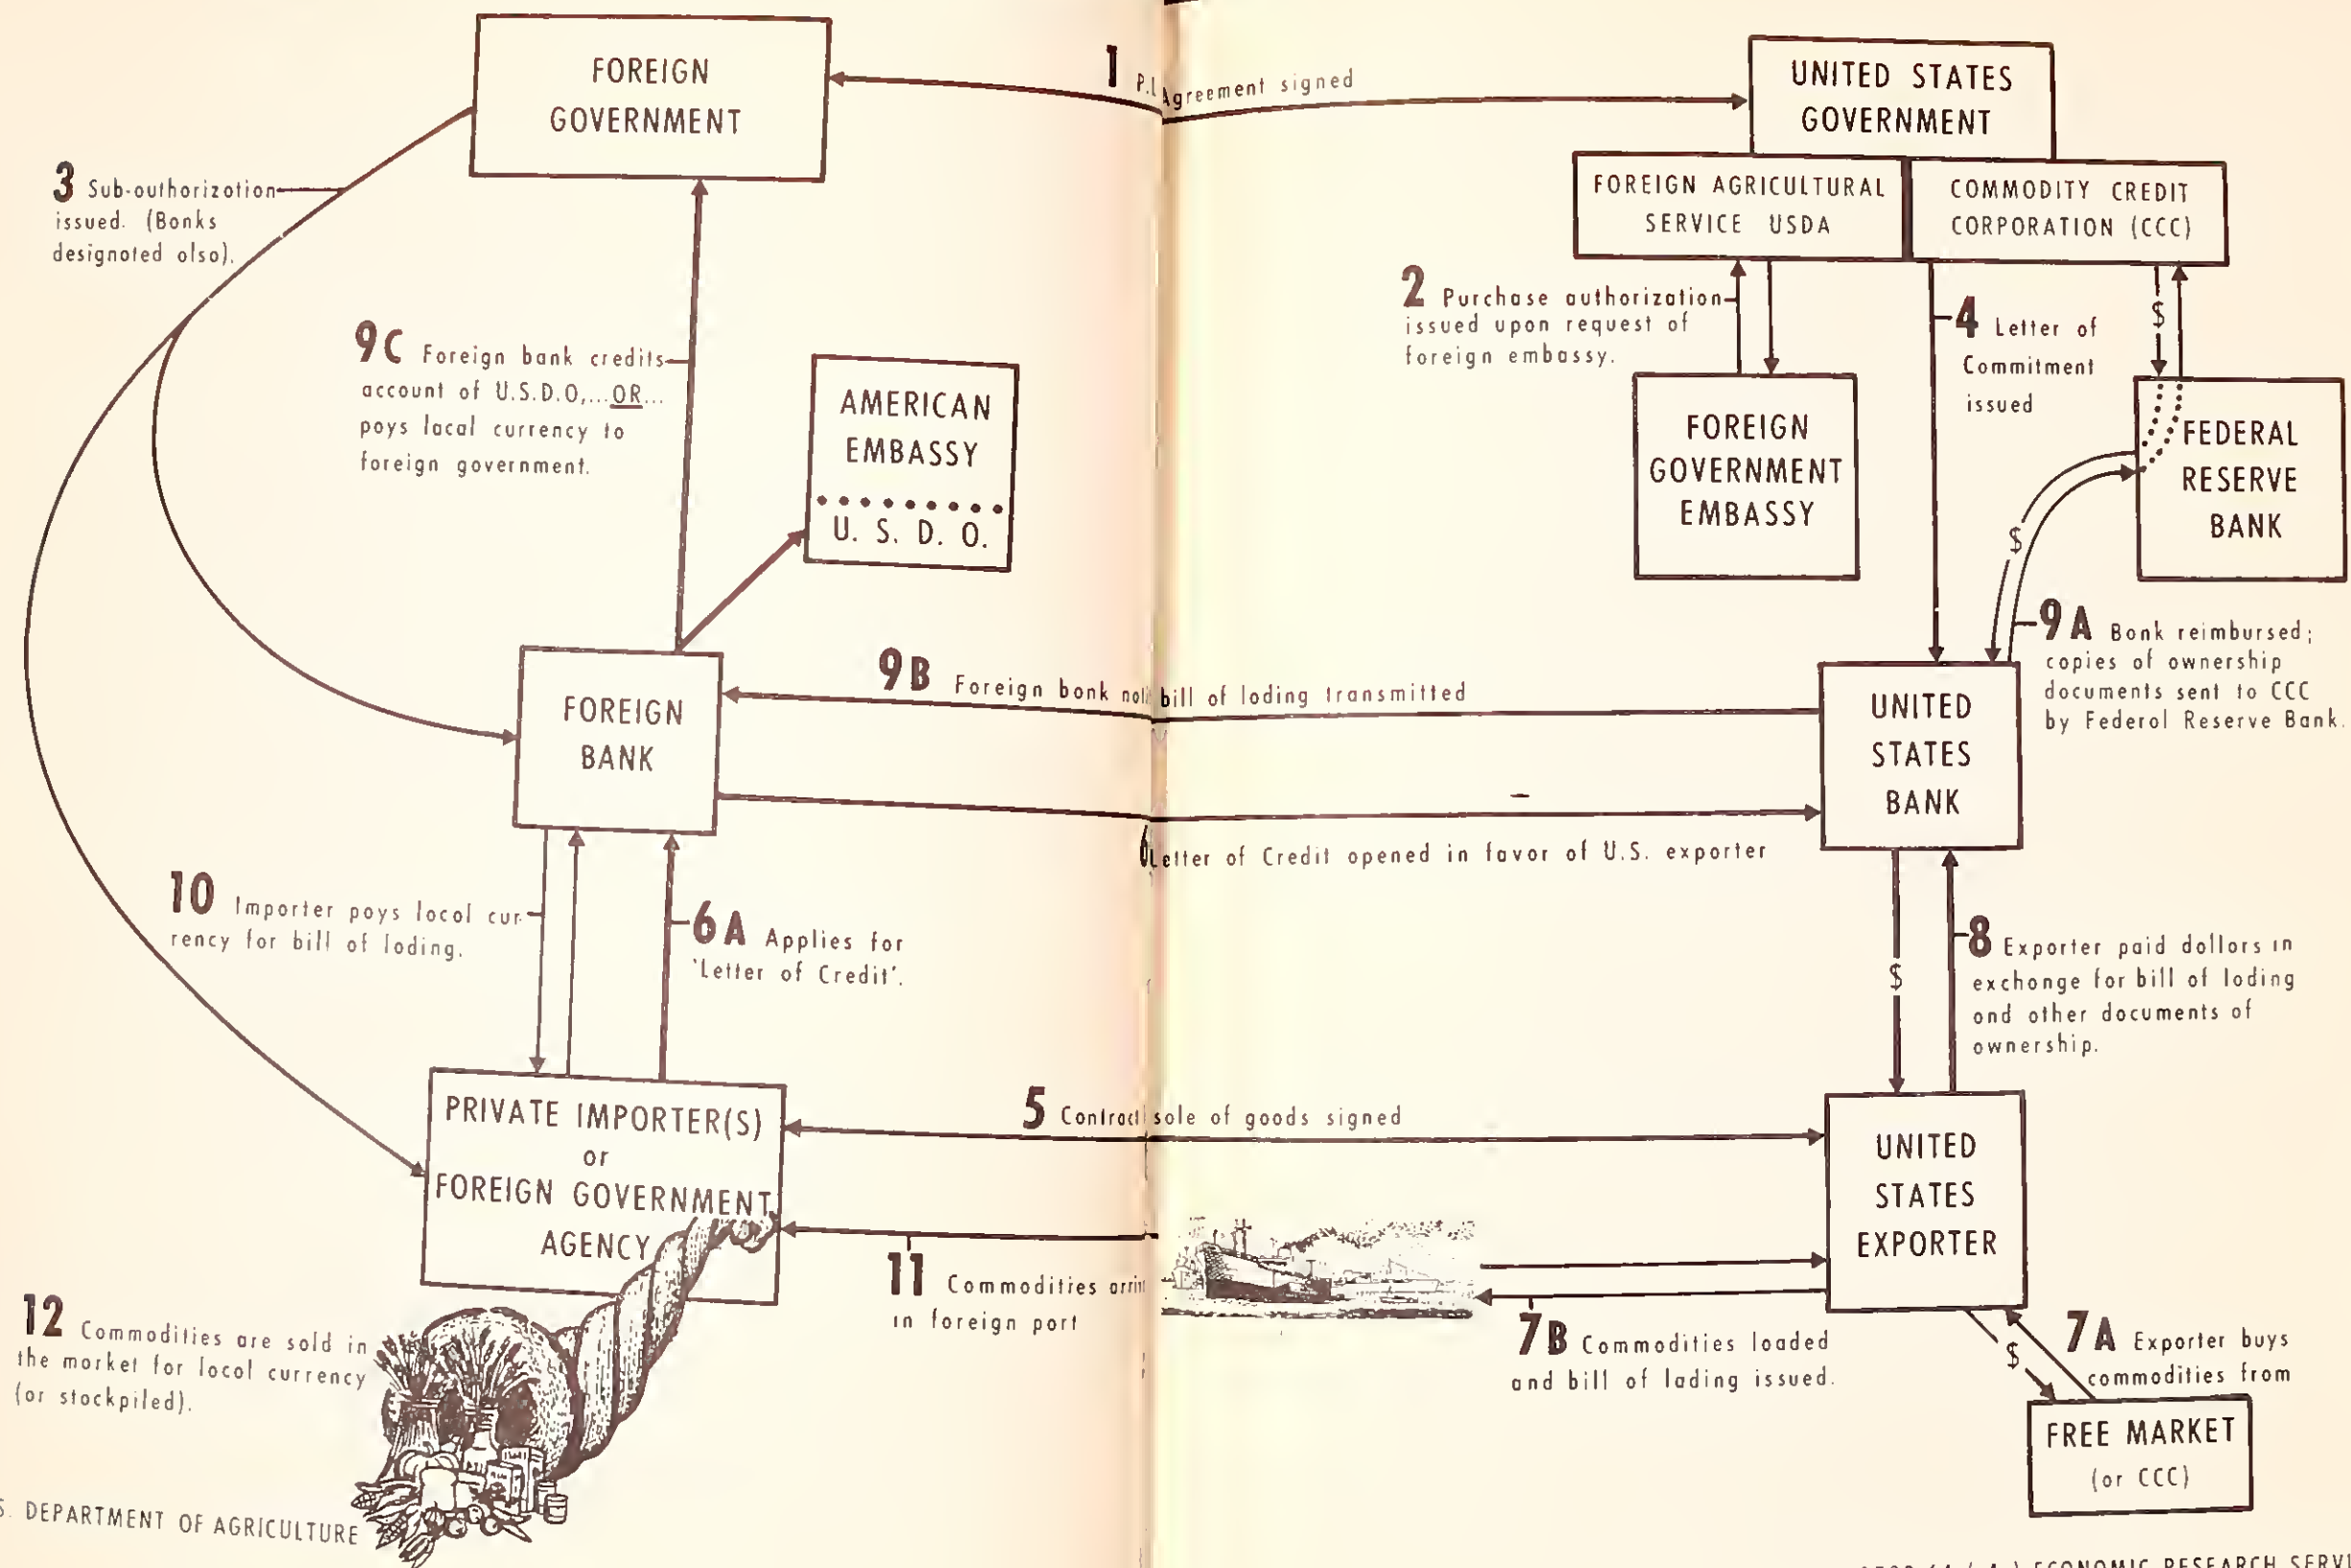 FOREIGN
GOVERNMENT
1 P.L Agreement signed
UNITED STATES
GOVERNMENT
FOREIGN AGRICULTURAL
SERVICE USDA
COMMODITY CREDIT
CORPORATION (CCC)
3 Sub-authorization
issued. (Banks
designated also).
2 Purchase authorization
issued upon request of
foreign embassy.
4 Letter of
Commitment
issued
$
9C Foreign bank credits
account of U.S.D.O,...OR...
pays local currency to
foreign government.
AMERICAN
EMBASSY
U. S. D. O.
FOREIGN
GOVERNMENT
EMBASSY
FEDERAL
RESERVE
BANK
$
9A Bank reimbursed;
copies of ownership
documents sent to CCC
by Federal Reserve Bank.
9B Foreign bank bill of lading transmitted
FOREIGN
BANK
UNITED
STATES
BANK
Letter of Credit opened in favor of U.S. exporter
10 Importer pays local cur-
rency for bill of lading.
6A Applies for
'Letter of Credit'.
$
8 Exporter paid dollars in
exchange for bill of lading
and other documents of
ownership.
PRIVATE IMPORTER(S)
or
FOREIGN GOVERNMENT
AGENCY
5 Contract sale of goods signed
UNITED
STATES
EXPORTER
11 Commodities
in foreign port
12 Commodities are sold in
the market for local currency
(or stockpiled).
7B Commodities loaded
and bill of lading issued.
7A Exporter buys
commodities from
$
FREE MARKET
(or CCC)
DEPARTMENT OF AGRICULTURE
ECONOMIC RESEARCH